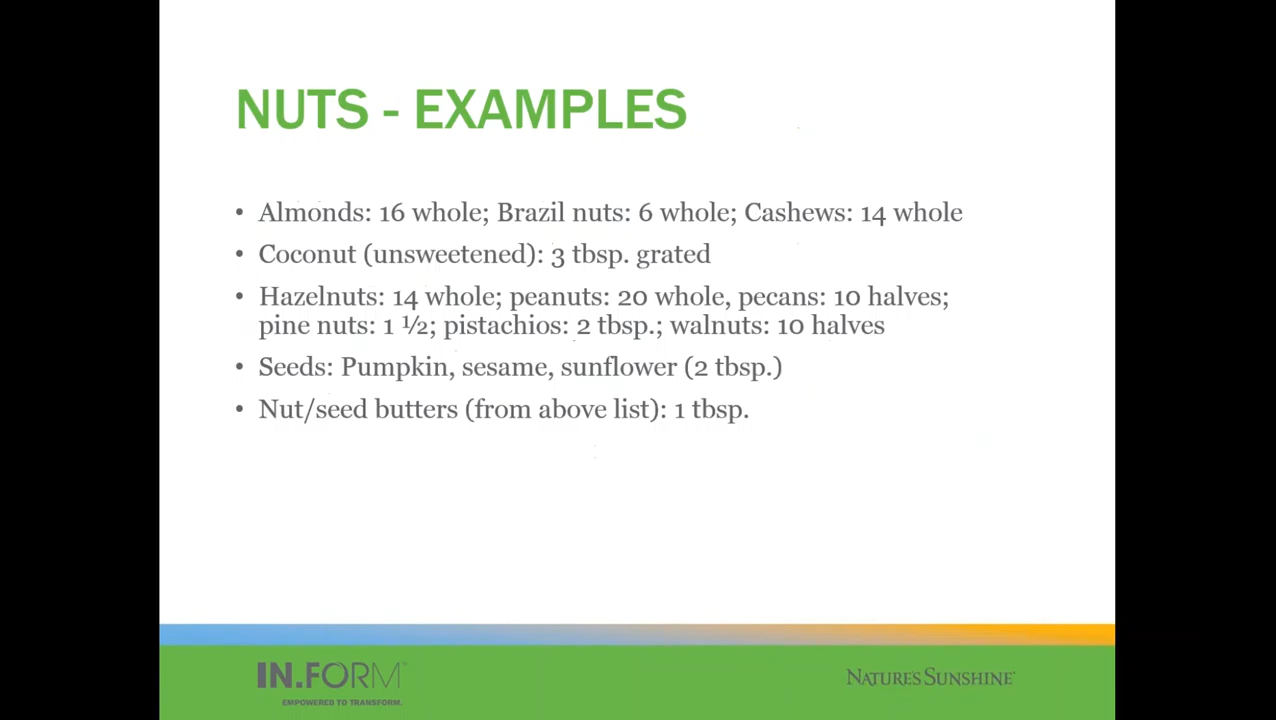 NUTS - EXAMPLES
• Almonds: 16 whole; Brazil nuts: 6 whole; Cashews: 14 whole
• Coconut (unsweetened): 3 tbsp. grated
• Hazelnuts: 14 whole; peanuts: 20 whole, pecans: 10 halves;
pine nuts: 1 ½; pistachios: 2 tbsp.; walnuts: 10 halves
• Seeds: Pumpkin, sesame, sunflower (2 tbsp.)
• Nut/seed butters (from above list): 1 tbsp.
IN.FORM™
EMPOWERED TO TRANSFORM.
NATURE'S SUNSHINE®